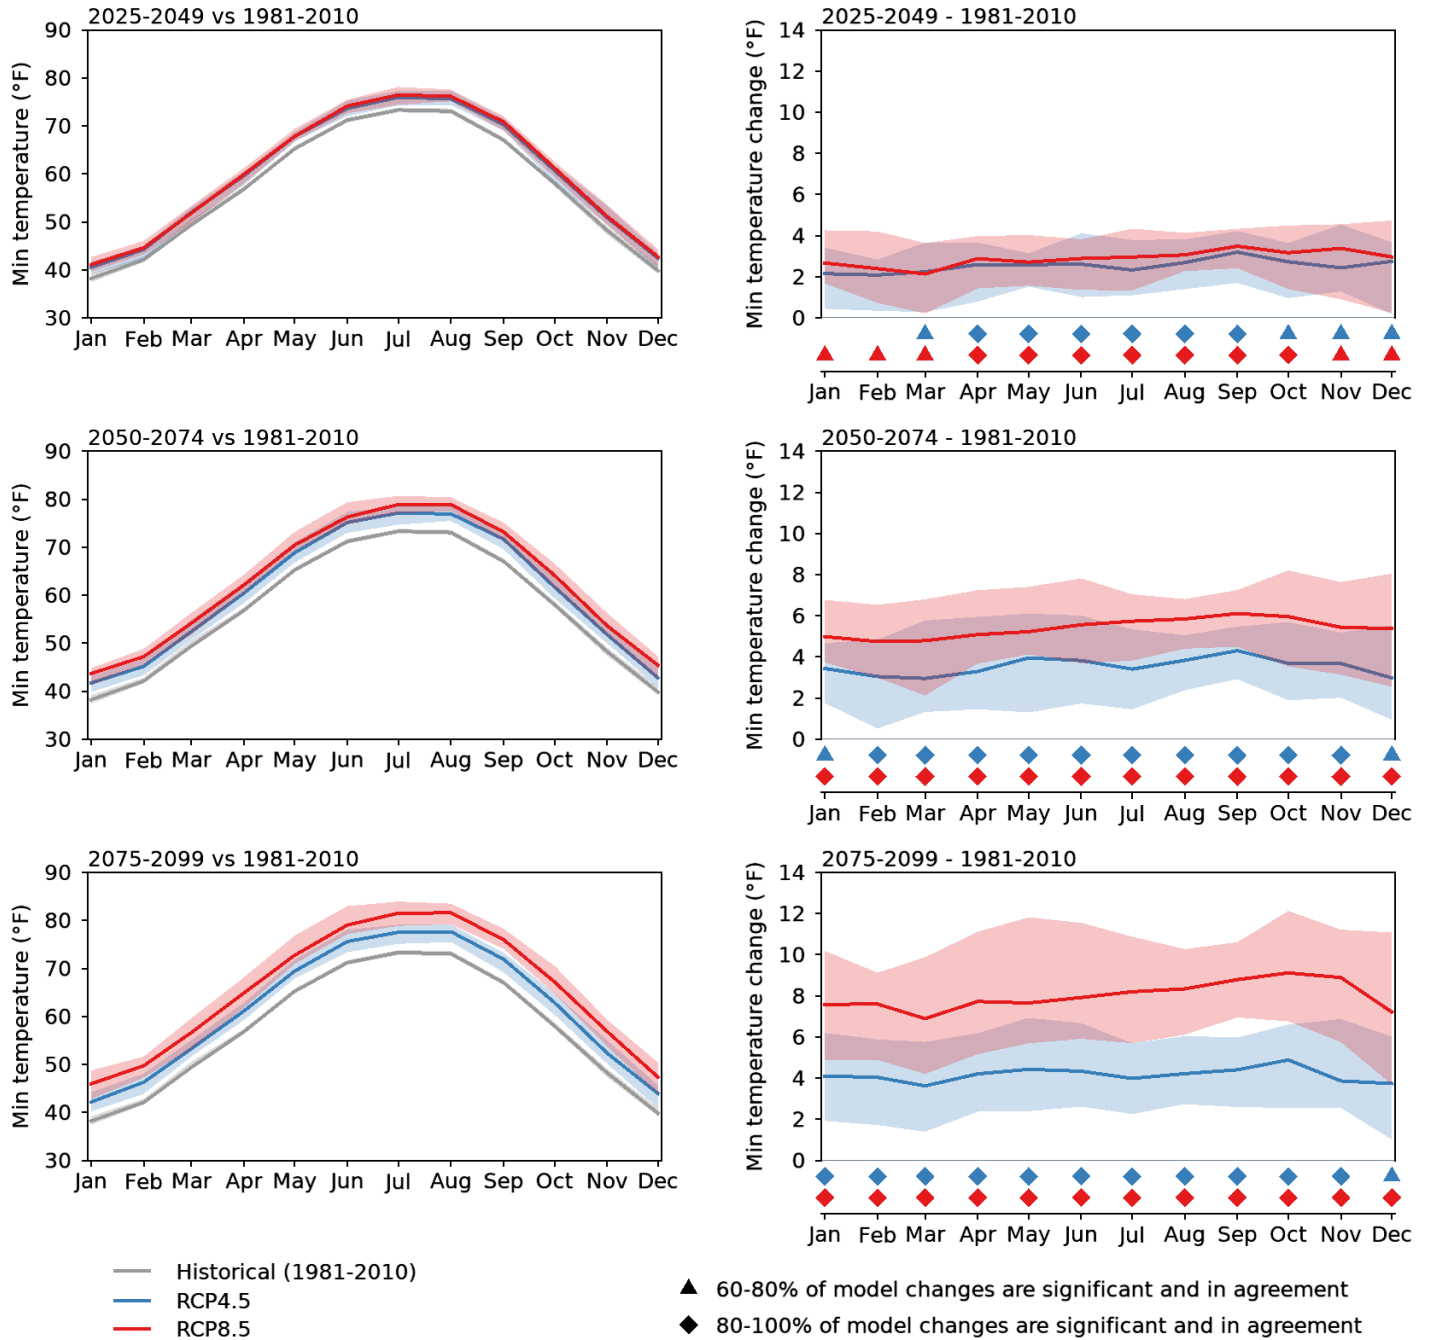 2025-2049 vs 1981-2010
Min temperature (°F)
90
80
70
60
50
40
30
Jan Feb Mar Apr May Jun Jul Aug Sep Oct Nov Dec
2025-2049 - 1981-2010
Min temperature change (°F)
14
12
10
8
6
4
2
0
Jan Feb Mar Apr May Jun Jul Aug Sep Oct Nov Dec
2050-2074 vs 1981-2010
Min temperature (°F)
90
80
70
60
50
40
30
Jan Feb Mar Apr May Jun Jul Aug Sep Oct Nov Dec
2050-2074 - 1981-2010
Min temperature change (°F)
14
12
10
8
6
4
2
0
Jan Feb Mar Apr May Jun Jul Aug Sep Oct Nov Dec
2075-2099 vs 1981-2010
Min temperature (°F)
90
80
70
60
50
40
30
Jan Feb Mar Apr May Jun Jul Aug Sep Oct Nov Dec
2075-2099 - 1981-2010
Min temperature change (°F)
14
12
10
8
6
4
2
0
Jan Feb Mar Apr May Jun Jul Aug Sep Oct Nov Dec
Historical (1981-2010)
RCP4.5
RCP8.5
60-80% of model changes are significant and in agreement
80-100% of model changes are significant and in agreement